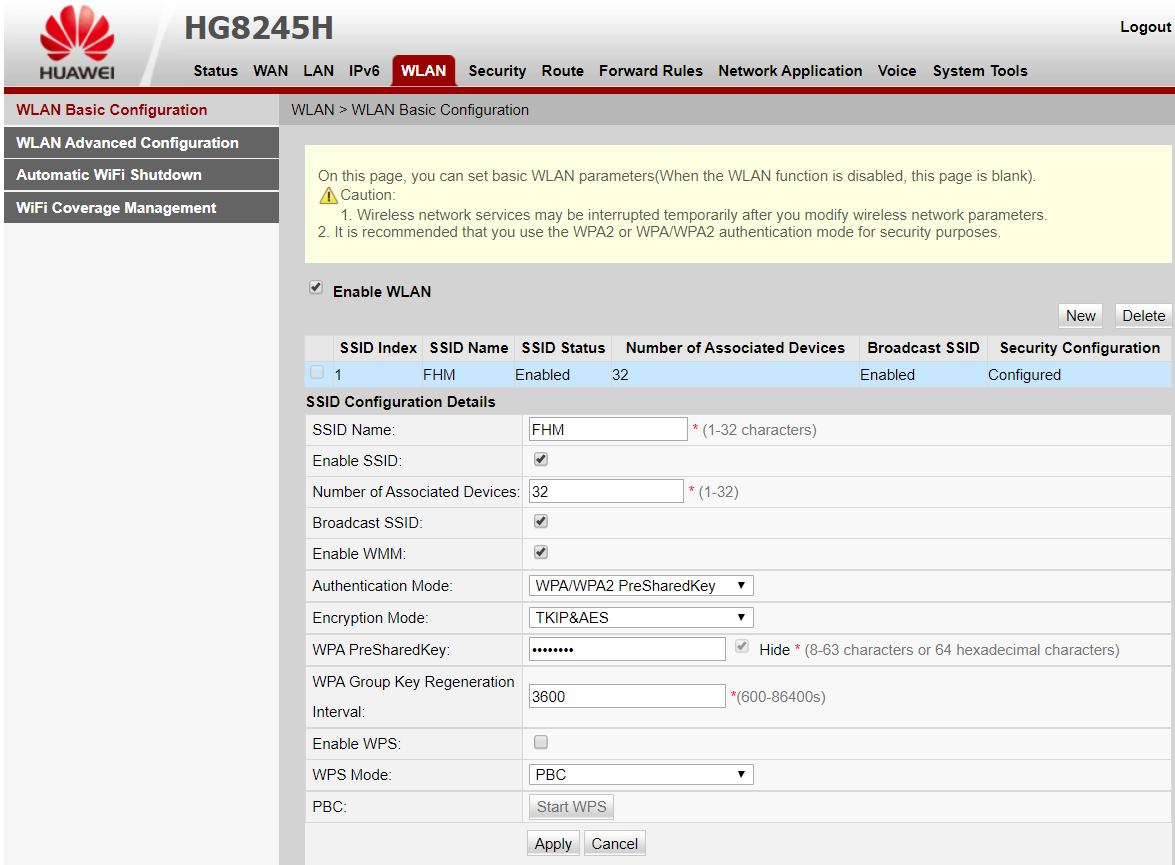 HUAWEI
HG8245H
Logout
Status WAN LAN IPv6 WLAN Security Route Forward Rules Network Application Voice System Tools
WLAN Basic Configuration
WLAN Advanced Configuration
Automatic WiFi Shutdown
WiFi Coverage Management
WLAN > WLAN Basic Configuration
On this page, you can set basic WLAN parameters(When the WLAN function is disabled, this page is blank).
Caution:
1. Wireless network services may be interrupted temporarily after you modify wireless network parameters.
2. It is recommended that you use the WPA2 or WPA/WPA2 authentication mode for security purposes.
Enable WLAN
New Delete
SSID Index SSID Name SSID Status Number of Associated Devices Broadcast SSID Security Configuration
1 FHM Enabled 32 Enabled Configured
SSID Configuration Details
SSID Name: FHM * (1-32 characters)
Enable SSID:
Number of Associated Devices: 32 * (1-32)
Broadcast SSID:
Enable WMM:
Authentication Mode: WPA/WPA2 PreSharedKey
Encryption Mode: TKIP&AES
WPA PreSharedKey: •••••••• Hide * (8-63 characters or 64 hexadecimal characters)
WPA Group Key Regeneration
Interval: 3600 *(600-86400s)
Enable WPS:
WPS Mode: PBC
PBC: Start WPS
Apply Cancel